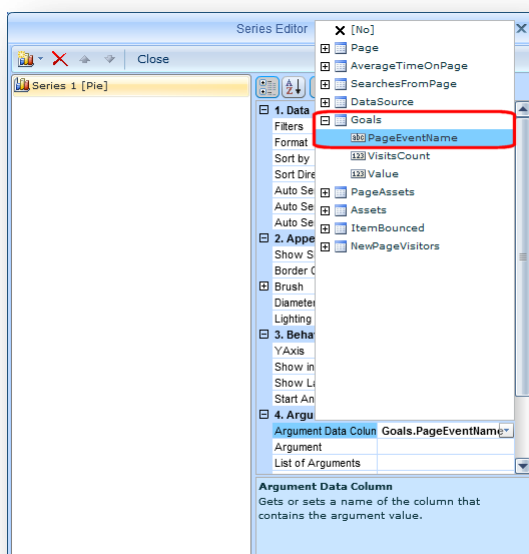 Series Editor
Close
Series 1 [Pie]
[No]
Page
AverageTimeOnPage
SearchesFromPage
DataSource
Goals
PageEventName
VisitsCount
Value
PageAssets
Assets
ItemBounced
NewPageVisitors
1. Data
Filters
Format
Sort by
Sort Dire
Auto Se
Auto Se
Auto Se
2. Appe
Show S
Border C
Brush
Diameter
Lighting
3. Beha
YAxis
Show in
Show La
Start An
4. Argu
Argument Data Colun Goals.PageEventName
Argument
List of Arguments
Argument Data Column
Gets or sets a name of the column that
contains the argument value.